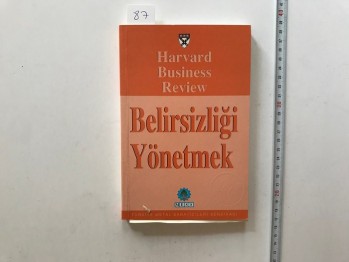 87
Harvard
Business
Review
Belirsizliği
Yönetmek